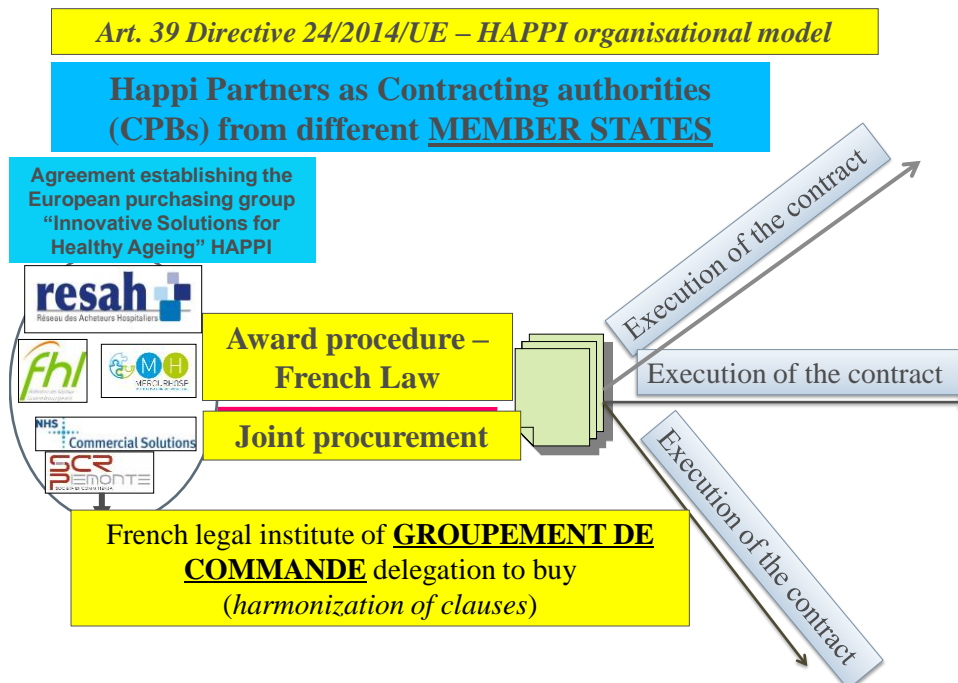 Art. 39 Directive 24/2014/UE – HAPPI organisational model
Happi Partners as Contracting authorities
(CPBs) from different MEMBER STATES
Agreement establishing the
European purchasing group
“Innovative Solutions for
Healthy Ageing” HAPPI
resah
Réseau des Acheteurs Hospitaliers
fhl
MH
MERCURHOSP
NHS
Commercial Solutions
SCR
PIEMONTE
Award procedure –
French Law
Joint procurement
French legal institute of GROUPEMENT DE
COMMANDE delegation to buy
(harmonization of clauses)
Execution of the contract
Execution of the contract
Execution of the contract